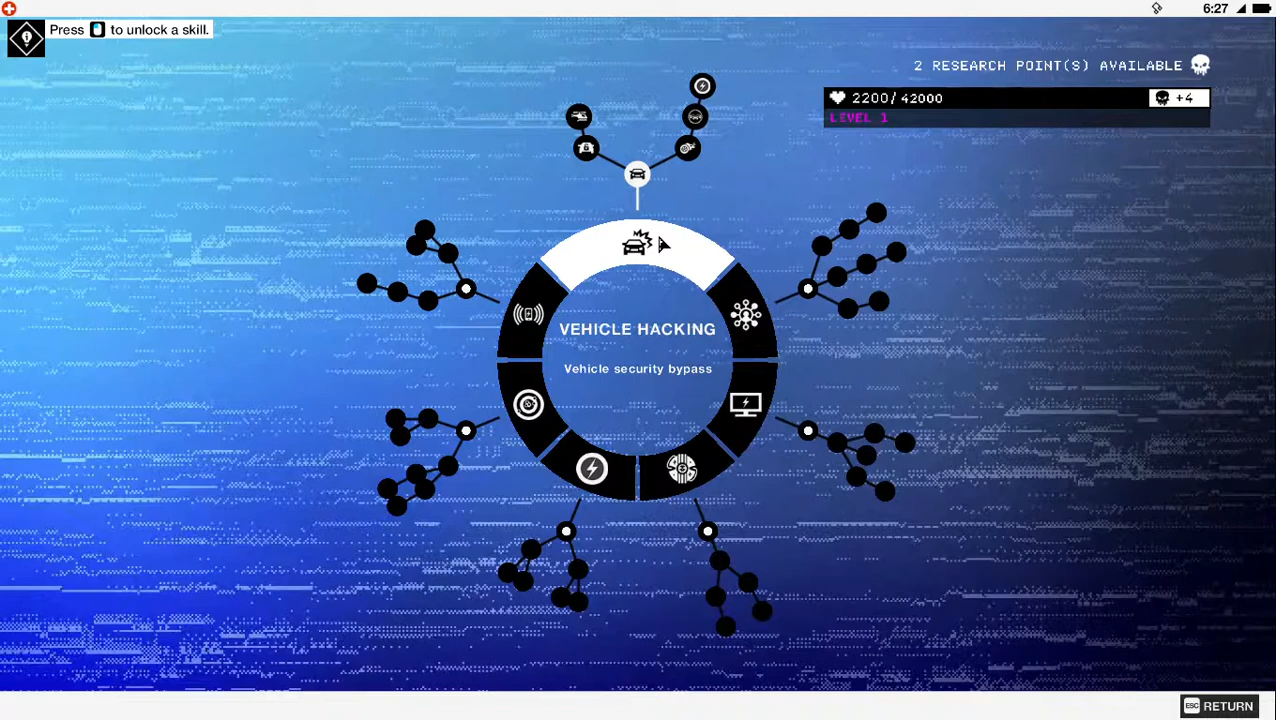 6:27
Press to unlock a skill.
2 RESEARCH POINT(S) AVAILABLE
2200/42000
+4
LEVEL 1
VEHICLE HACKING
Vehicle security bypass
ESC RETURN